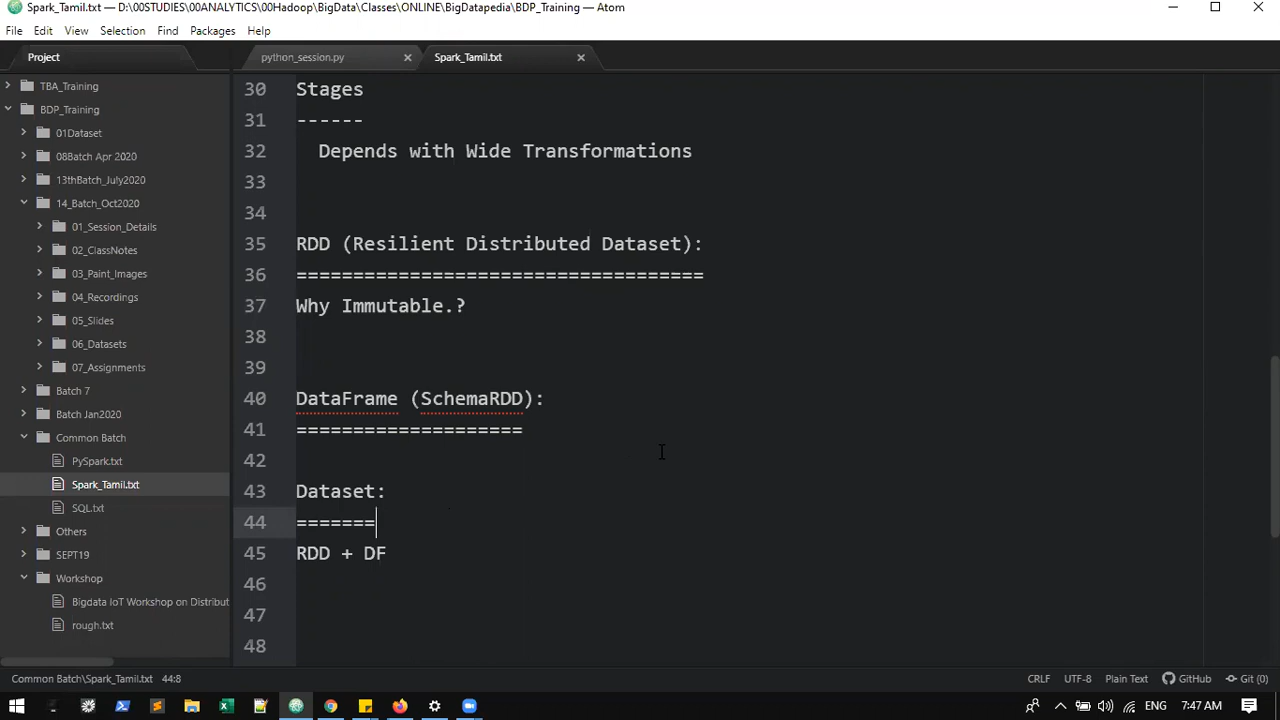 Spark_Tamil.txt — D:\00STUDIES\00ANALYTICS\00Hadoop\BigData\Classes\ONLINE\BigDatapedia\BDP_Training — Atom
File Edit View Selection Find Packages Help
Project
python_session.py
Spark_Tamil.txt
TBA_Training
BDP_Training
01Dataset
08Batch Apr 2020
13thBatch_July2020
14_Batch_Oct2020
01_Session_Details
02_ClassNotes
03_Paint_Images
04_Recordings
05_Slides
06_Datasets
07_Assignments
Batch 7
Batch Jan2020
Common Batch
PySpark.txt
Spark_Tamil.txt
SQL.txt
Others
SEPT19
Workshop
Bigdata IoT Workshop on Distribut
rough.txt
30 Stages
31 ------
32 Depends with Wide Transformations
33
34
35 RDD (Resilient Distributed Dataset):
36 ====================================
37 Why Immutable.?
38
39
40 DataFrame (SchemaRDD):
41 ====================
42
43 Dataset:
44 =======
45 RDD + DF
46
47
48
Common Batch\Spark_Tamil.txt 44:8
CRLF UTF-8 Plain Text GitHub Git (0)
ENG 7:47 AM